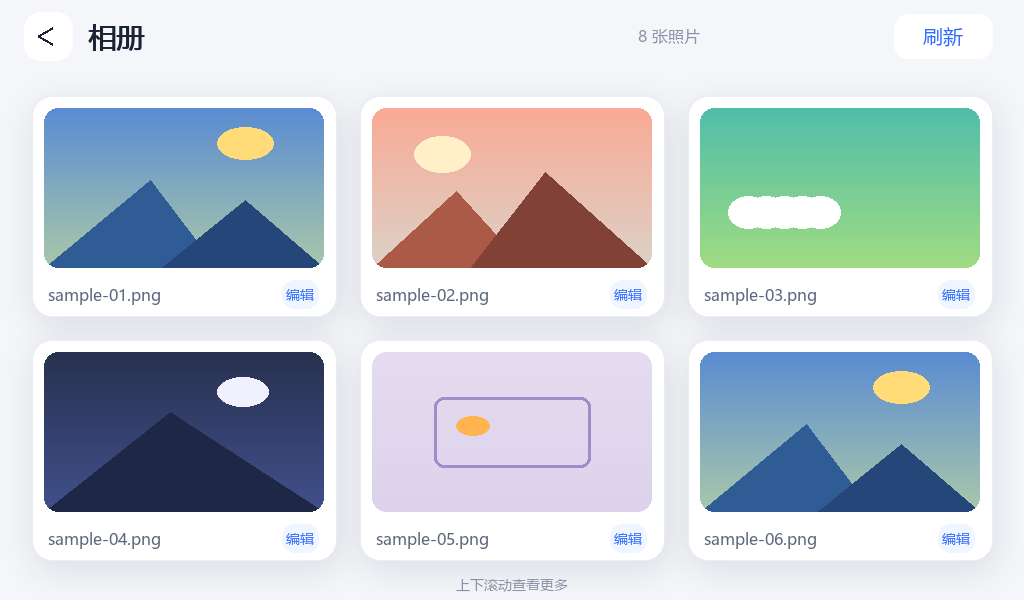 相册
8 张照片
刷新
sample-01.png
编辑
sample-02.png
编辑
sample-03.png
编辑
sample-04.png
编辑
sample-05.png
编辑
sample-06.png
编辑
上下滚动查看更多